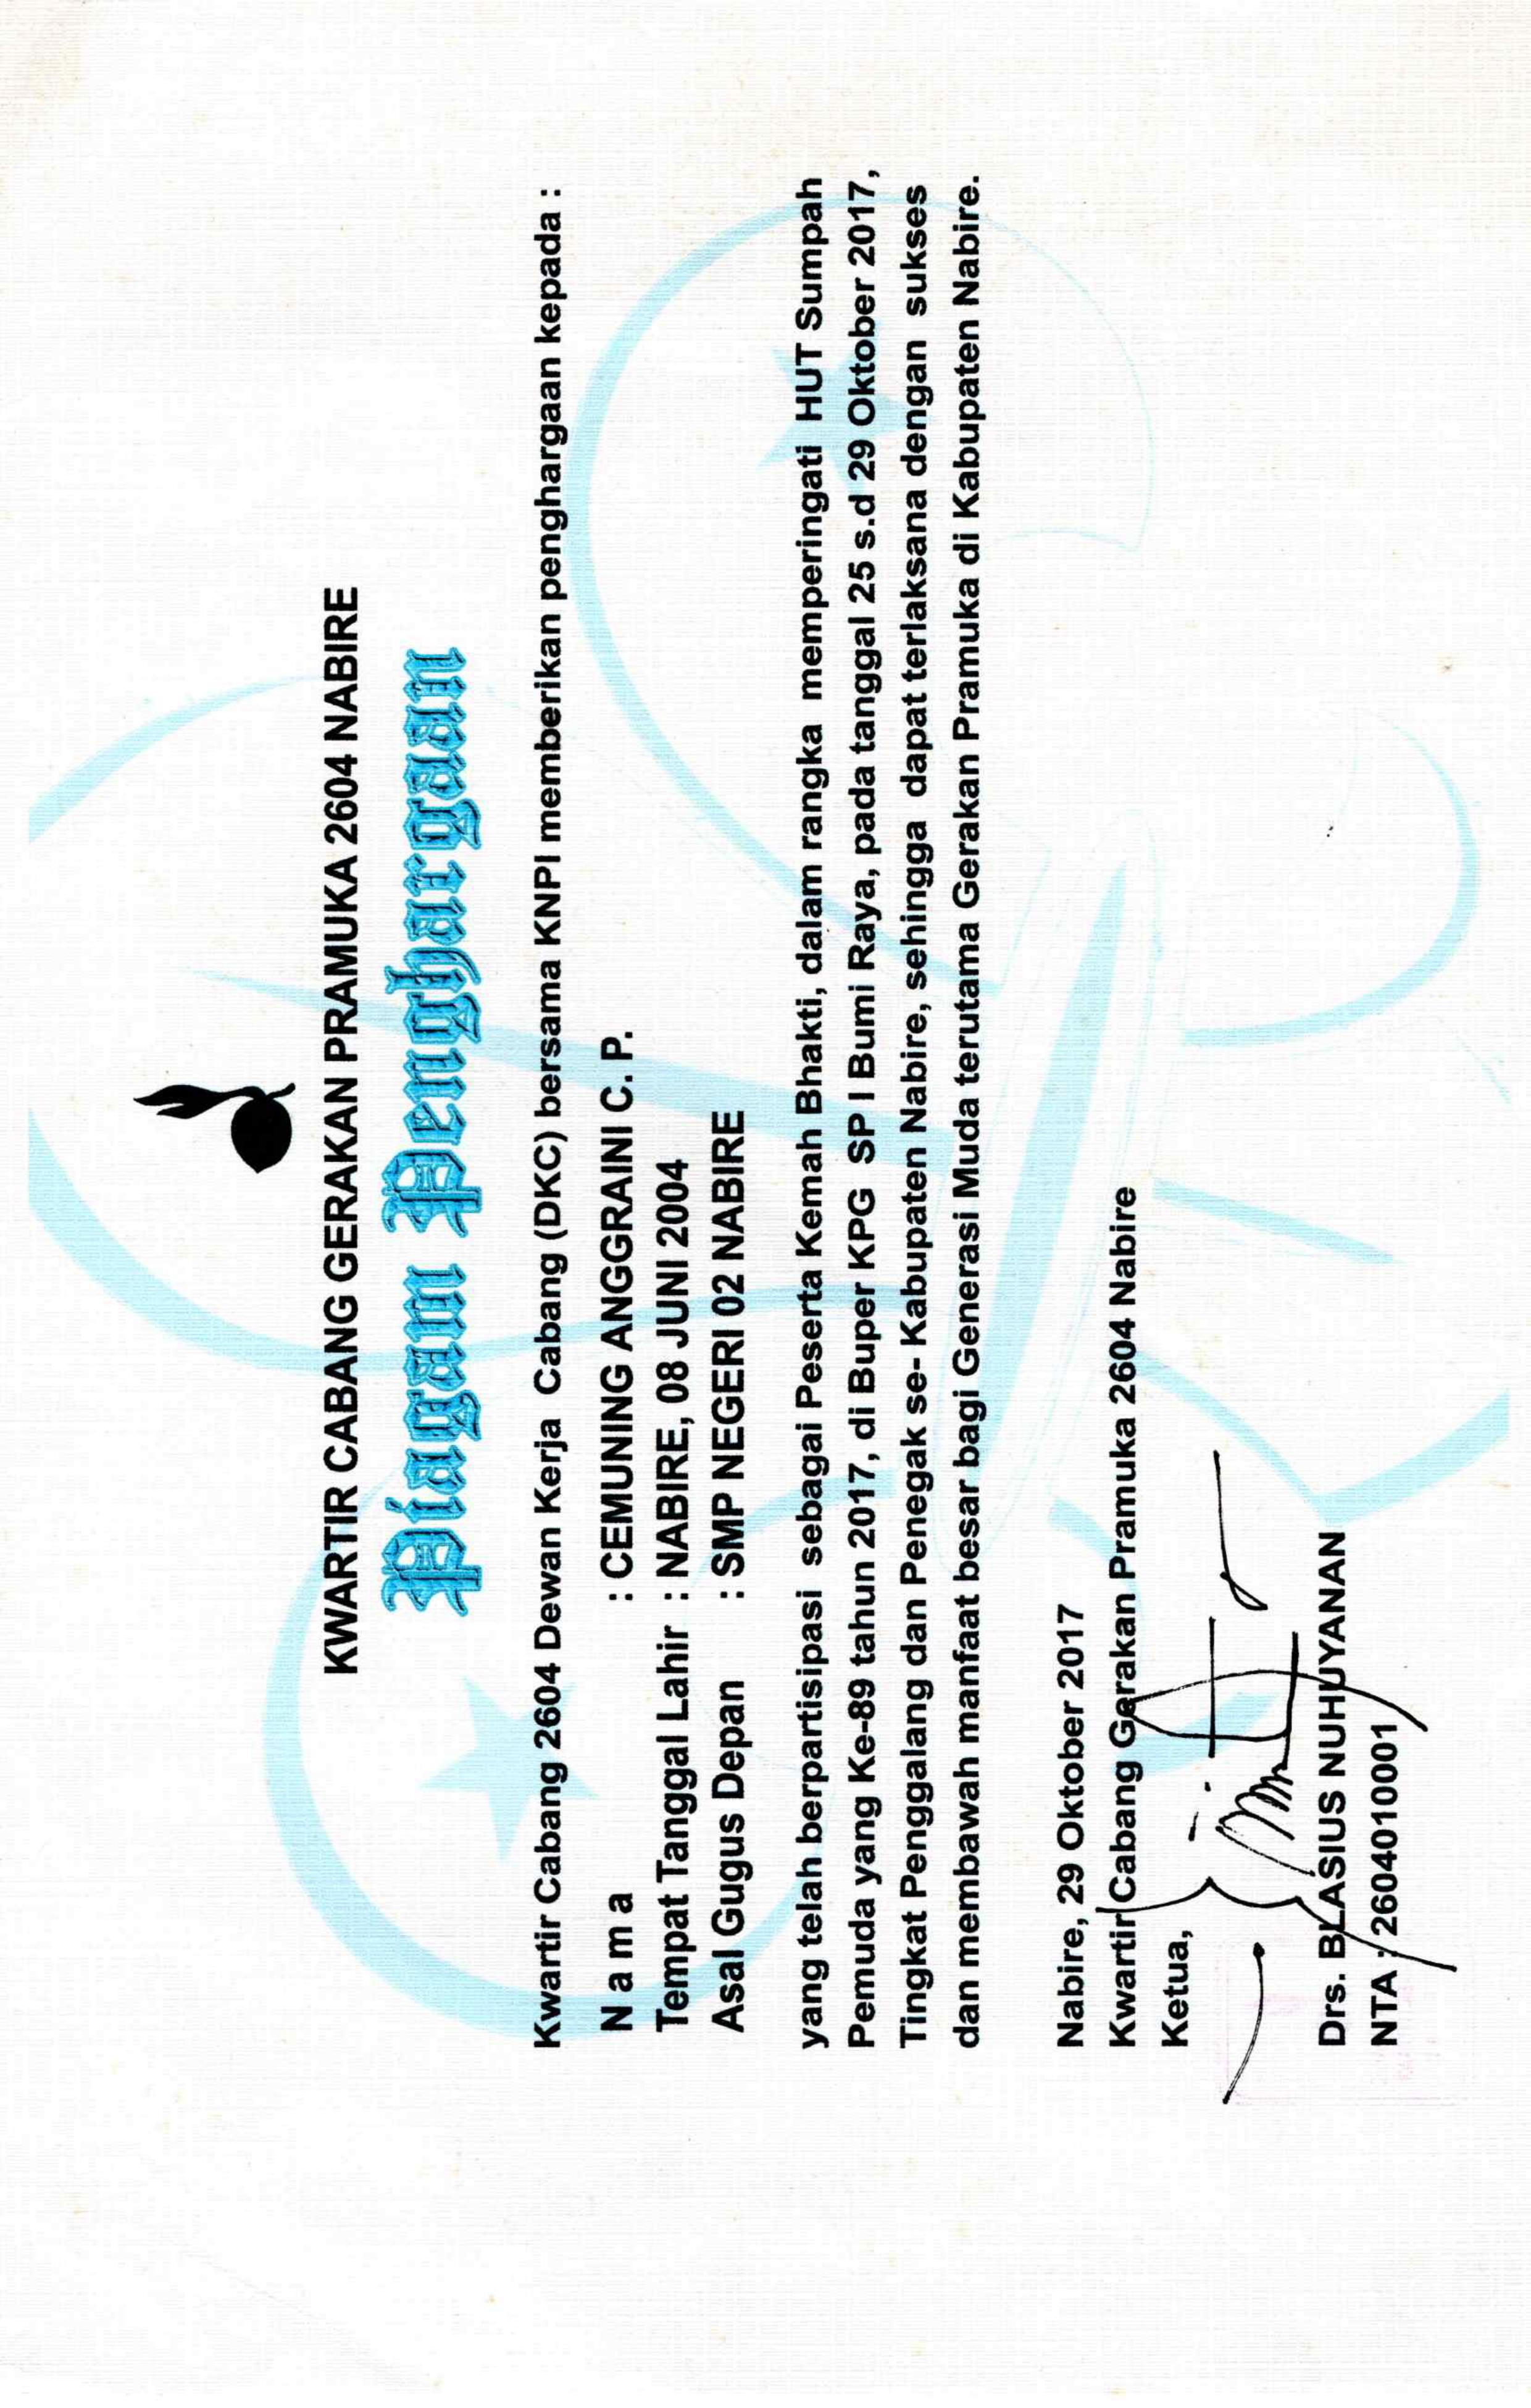 KWARTIR CABANG GERAKAN PRAMUKA 2604 NABIRE
Piagam Penghargaan
Kwartir Cabang 2604 Dewan Kerja Cabang (DKC) bersama KNPI memberikan penghargaan kepada :
N a m a : CEMUNING ANGGRAINI C. P.
Tempat Tanggal Lahir : NABIRE, 08 JUNI 2004
Asal Gugus Depan : SMP NEGERI 02 NABIRE
yang telah berpartisipasi sebagai Peserta Kemah Bhakti, dalam rangka memperingati HUT Sumpah
Pemuda yang Ke-89 tahun 2017, di Buper KPG SP I Bumi Raya, pada tanggal 25 s.d 29 Oktober 2017,
Tingkat Penggalang dan Penegak se- Kabupaten Nabire, sehingga dapat terlaksana dengan sukses
dan membawah manfaat besar bagi Generasi Muda terutama Gerakan Pramuka di Kabupaten Nabire.
Nabire, 29 Oktober 2017
Kwartir Cabang Gerakan Pramuka 2604 Nabire
Ketua,
Drs. BLASIUS NUHUYANAN
NTA : 2604010001